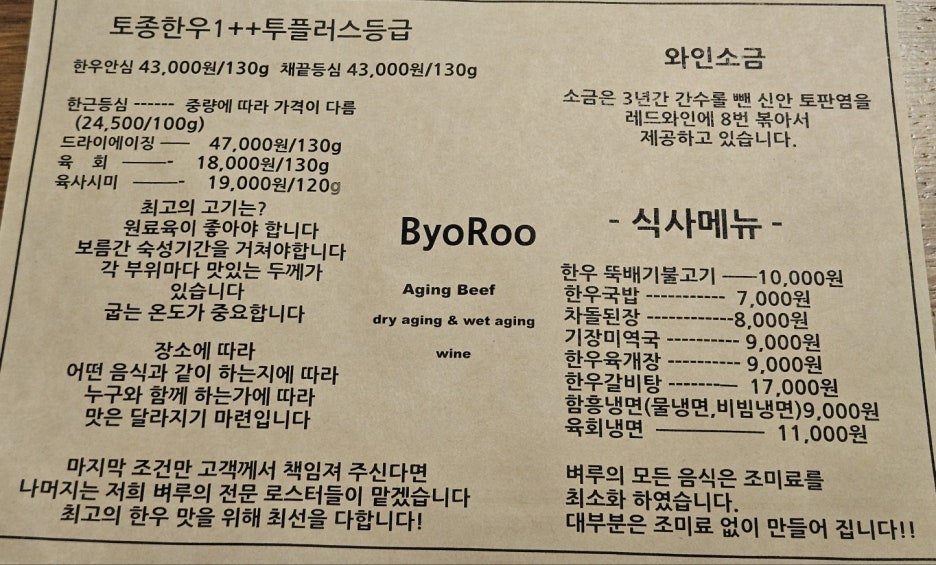 토종한우1++투플러스등급
한우안심 43,000원/130g 채끝등심 43,000원/130g
한근등심 ------ 중량에 따라 가격이 다름
(24,500/100g)
드라이에이징 —— 47,000원/130g
육 회 ———- 18,000원/130g
육사시미 ———- 19,000원/120g
최고의 고기는?
원료육이 좋아야 합니다
보름간 숙성기간을 거쳐야합니다
각 부위마다 맛있는 두께가
있습니다
굽는 온도가 중요합니다
장소에 따라
어떤 음식과 같이 하는지에 따라
누구와 함께 하는가에 따라
맛은 달라지기 마련입니다
마지막 조건만 고객께서 책임져 주신다면
나머지는 저희 벼루의 전문 로스터들이 맡겠습니다
최고의 한우 맛을 위해 최선을 다합니다!
ByoRoo
Aging Beef
dry aging & wet aging
wine
와인소금
소금은 3년간 간수롤 뺀 신안 토판염을
레드와인에 8번 볶아서
제공하고 있습니다.
- 식사메뉴 -
한우 뚝배기불고기 ——10,000원
한우국밥 ----------- 7,000원
차돌된장 -------------8,000원
기장미역국 ---------- 9,000원
한우육개장 ---------- 9,000원
한우갈비탕 -------— 17,000원
함흥냉면(물냉면,비빔냉면)9,000원
육회냉면 —————— 11,000원
벼루의 모든 음식은 조미료를
최소화 하였습니다.
대부분은 조미료 없이 만들어 집니다!!